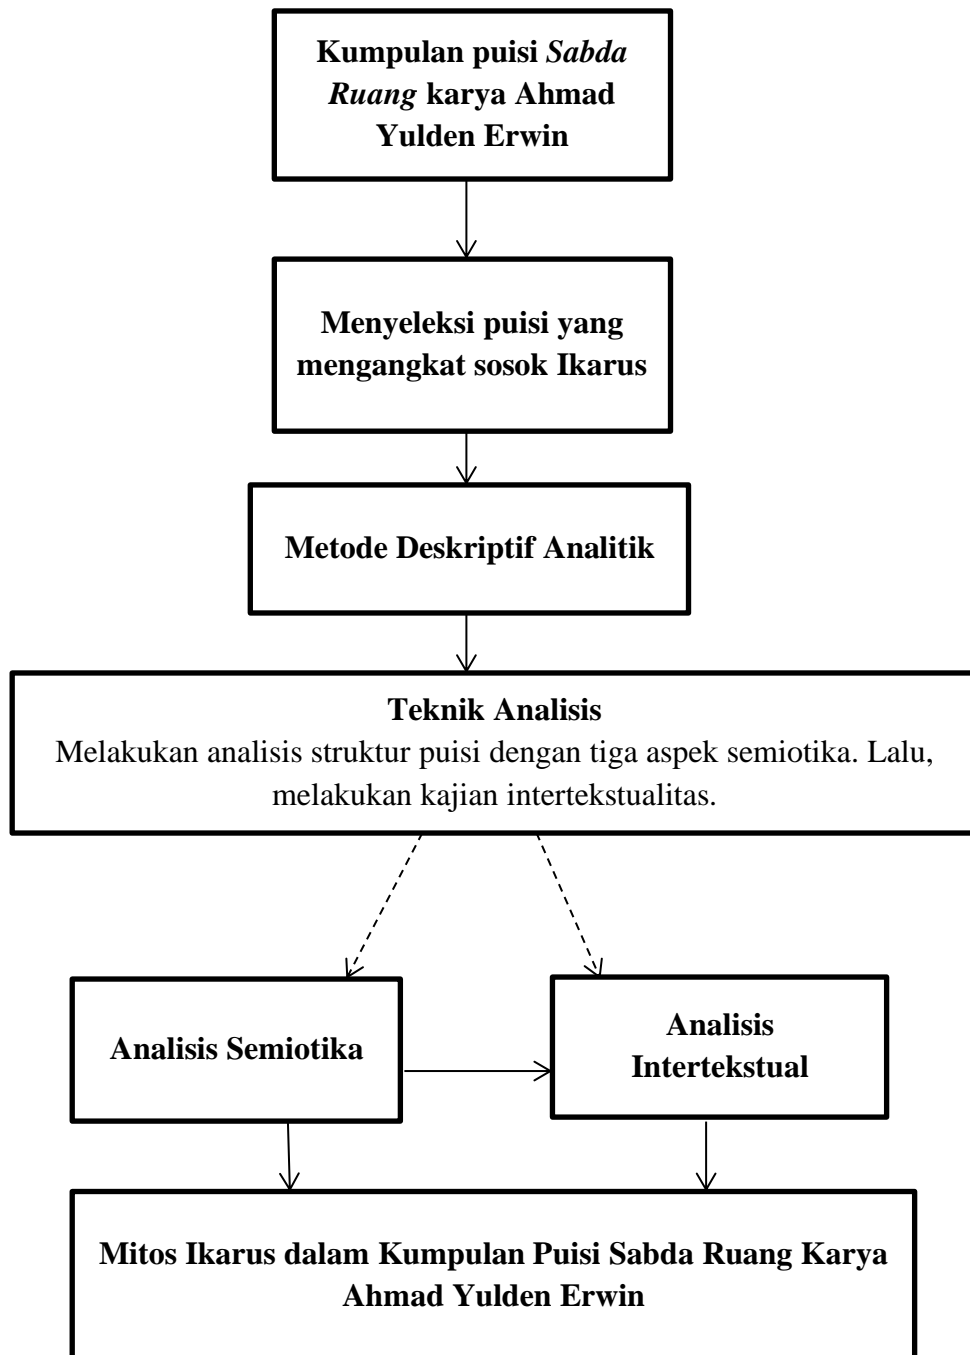 Kumpulan puisi Sabda
Ruang karya Ahmad
Yulden Erwin
Menyeleksi puisi yang
mengangkat sosok Ikarus
Metode Deskriptif Analitik
Teknik Analisis
Melakukan analisis struktur puisi dengan tiga aspek semiotika. Lalu,
melakukan kajian intertekstualitas.
Analisis Semiotika
Analisis
Intertekstual
Mitos Ikarus dalam Kumpulan Puisi Sabda Ruang Karya
Ahmad Yulden Erwin